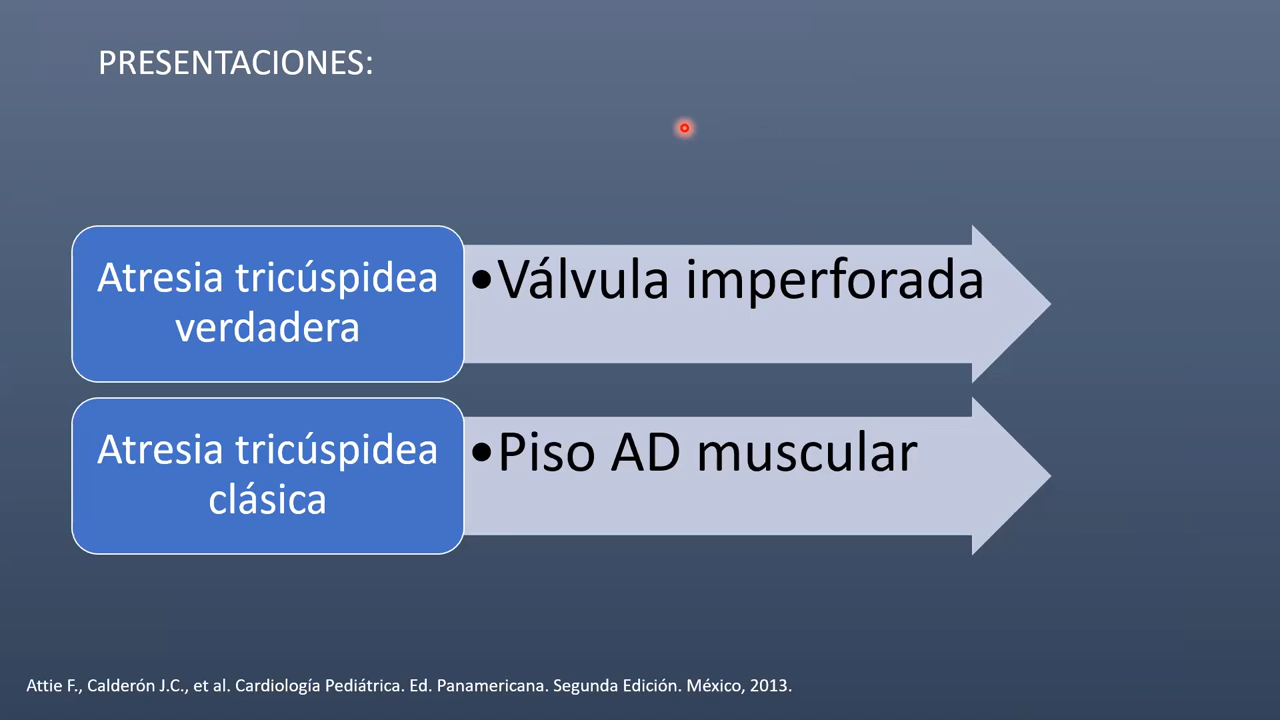 PRESENTACIONES:
Atresia tricúspidea
verdadera
•Válvula imperforada
Atresia tricúspidea
clásica
•Piso AD muscular
Attie F., Calderón J.C., et al. Cardiología Pediátrica. Ed. Panamericana. Segunda Edición. México, 2013.